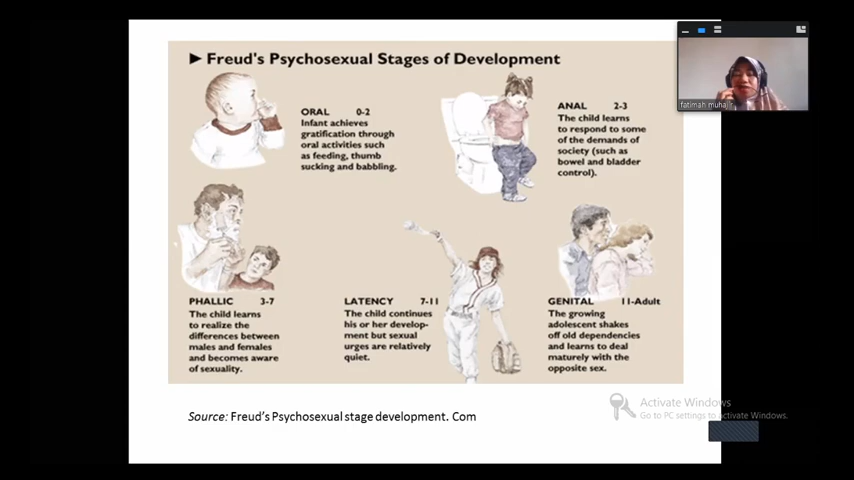 ► Freud's Psychosexual Stages of Development
ORAL 0-2
Infant achieves
gratification through
oral activities such
as feeding, thumb
sucking and babbling.
ANAL 2-3
The child learns
to respond to some
of the demands of
society (such as
bowel and bladder
control).
PHALLIC 3-7
The child learns
to realize the
differences between
males and females
and becomes aware
of sexuality.
LATENCY 7-11
The child continues
his or her develop-
ment but sexual
urges are relatively
quiet.
GENITAL 11-Adult
The growing
adolescent shakes
off old dependencies
and learns to deal
maturely with the
opposite sex.
Source: Freud's Psychosexual stage development. Com
fatimah muhajir
Activate Windows
Go to PC settings to activate Windows.